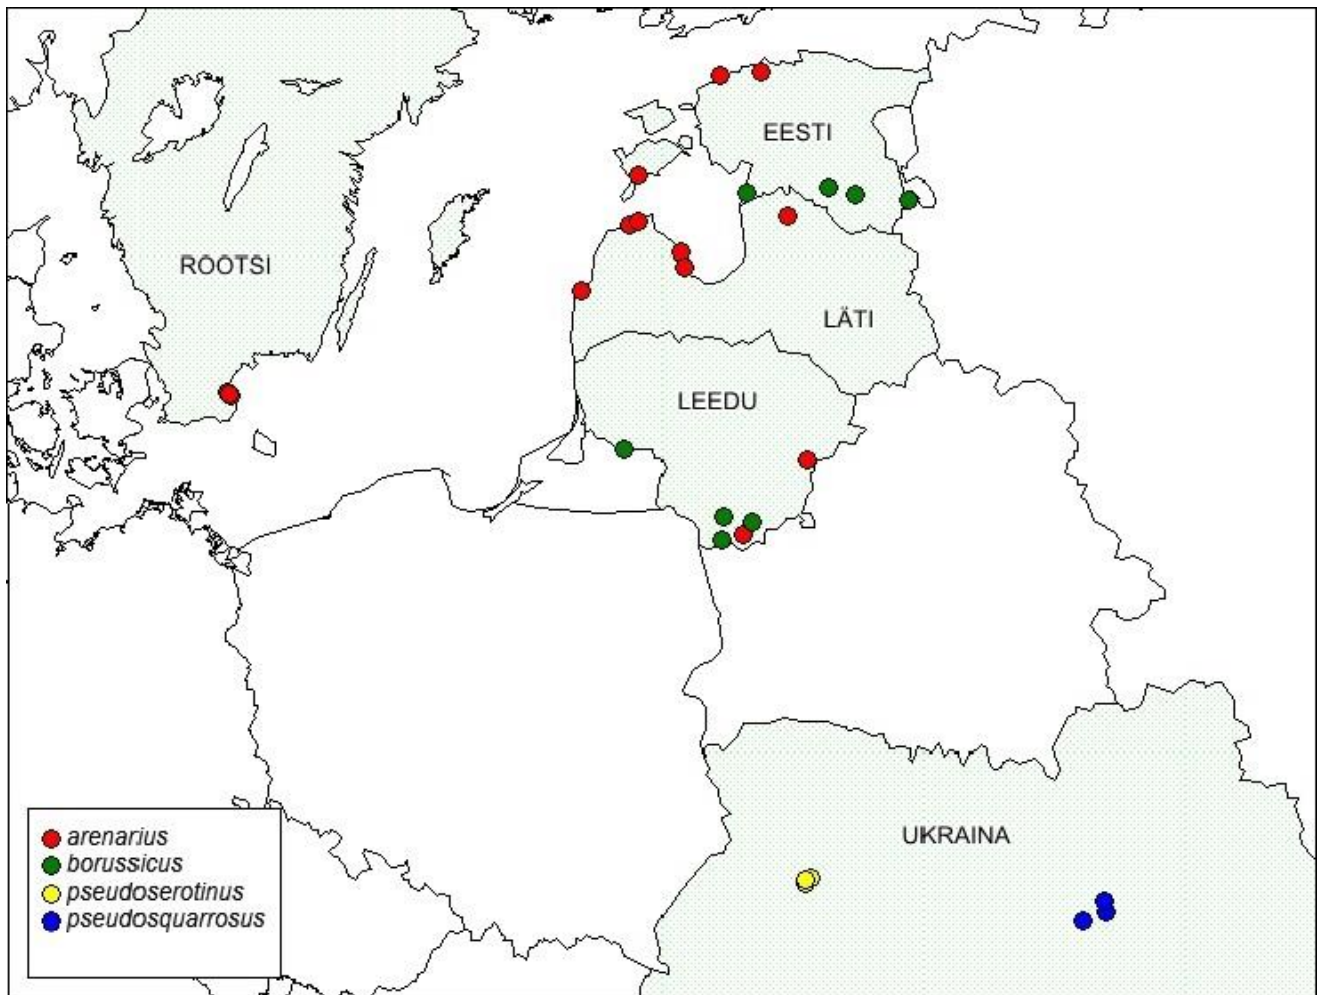 EESTI
ROOTSI
LÄTI
LEEDU
UKRAINA
arenarius
borussicus
pseudoserotinus
pseudosquarrosus